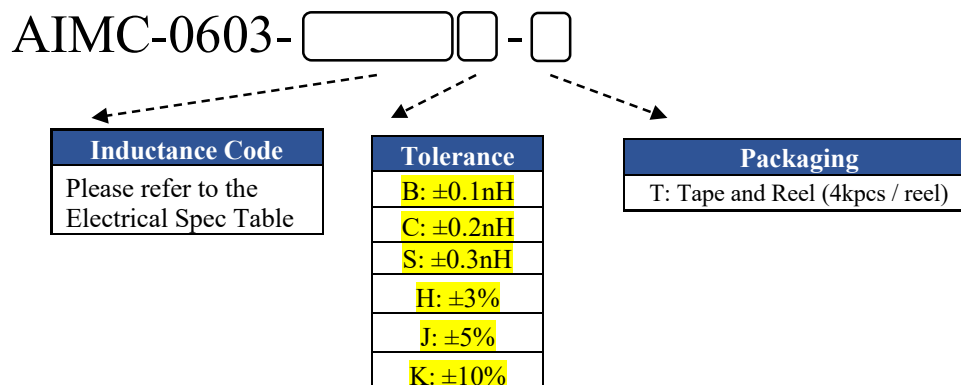 AIMC-0603- -
Inductance Code
Please refer to the
Electrical Spec Table
Tolerance
B: ±0.1nH
C: ±0.2nH
S: ±0.3nH
H: ±3%
J: ±5%
K: ±10%
Packaging
T: Tape and Reel (4kpcs / reel)